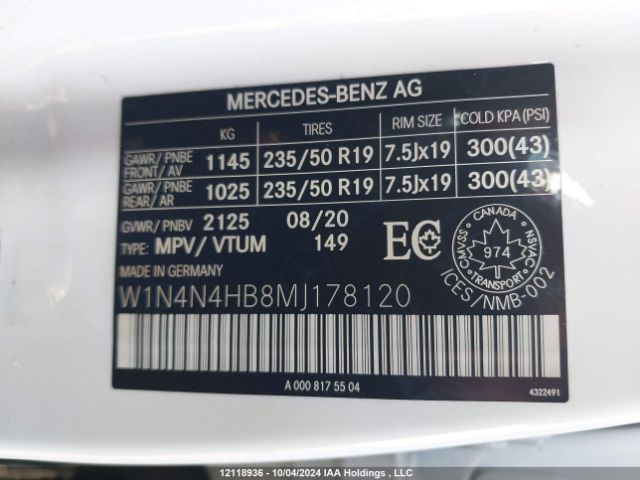 MERCEDES-BENZ AG
KG TIRES RIM SIZE COLD KPA (PSI)
GAWR/ PNBE FRONT/ AV 1145 235/50 R19 7.5Jx19 300(43)
GAWR/ PNBE REAR/ AR 1025 235/50 R19 7.5Jx19 300(43)
GVWR/ PNBV 2125 08/20
TYPE: MPV/ VTUM 149
EC
CANADA
CMVSS 974 NSVAC
TRANSPORT
ICES/NMB-002
MADE IN GERMANY
W1N4N4HB8MJ178120
A 000 817 55 04
4322491
12118936 - 10/04/2024 IAA Holdings , LLC